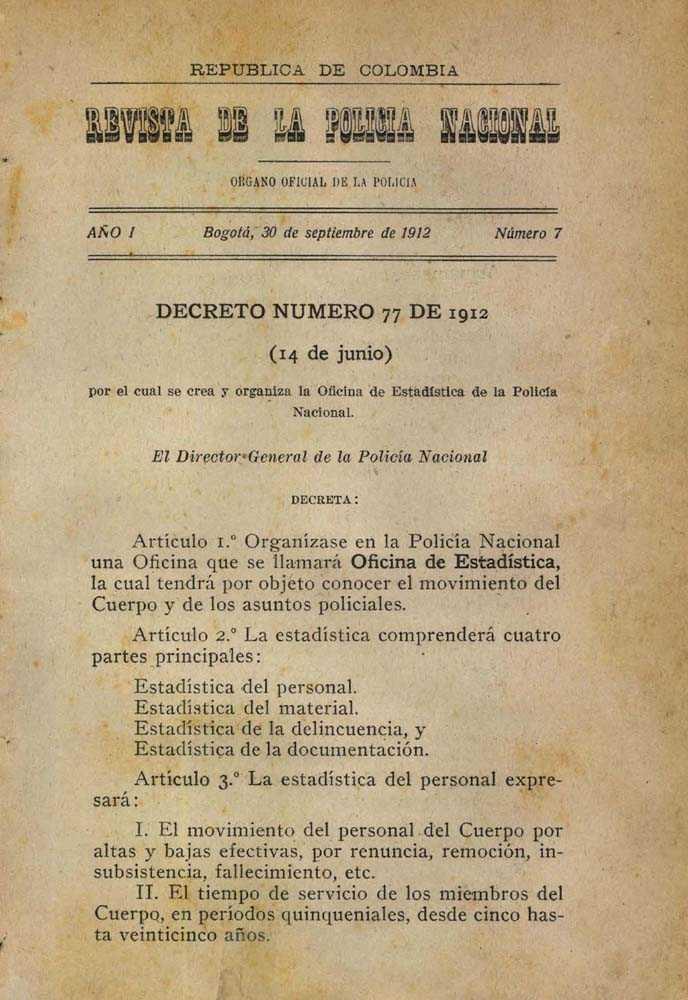 REPUBLICA DE COLOMBIA
REVISTA DE LA POLICIA NACIONAL
ORGANO OFICIAL DE LA POLICIA
AÑO I Bogotá, 30 de septiembre de 1912 Número 7
DECRETO NUMERO 77 DE 1912
(14 de junio)
por el cual se crea y organiza la Oficina de Estadística de la Policía
Nacional.
El Director General de la Policía Nacional
DECRETA:
Artículo 1.º Organízase en la Policía Nacional
una Oficina que se llamará Oficina de Estadística,
la cual tendrá por objeto conocer el movimiento del
Cuerpo y de los asuntos policiales.
Artículo 2.º La estadística comprenderá cuatro
partes principales:
Estadística del personal.
Estadística del material.
Estadística de la delincuencia, y
Estadística de la documentación.
Artículo 3.º La estadística del personal expre-
sará:
I. El movimiento del personal del Cuerpo por
altas y bajas efectivas, por renuncia, remoción, in-
subsistencia, fallecimiento, etc.
II. El tiempo de servicio de los miembros del
Cuerpo, en períodos quinqueniales, desde cinco has-
ta veinticinco años.